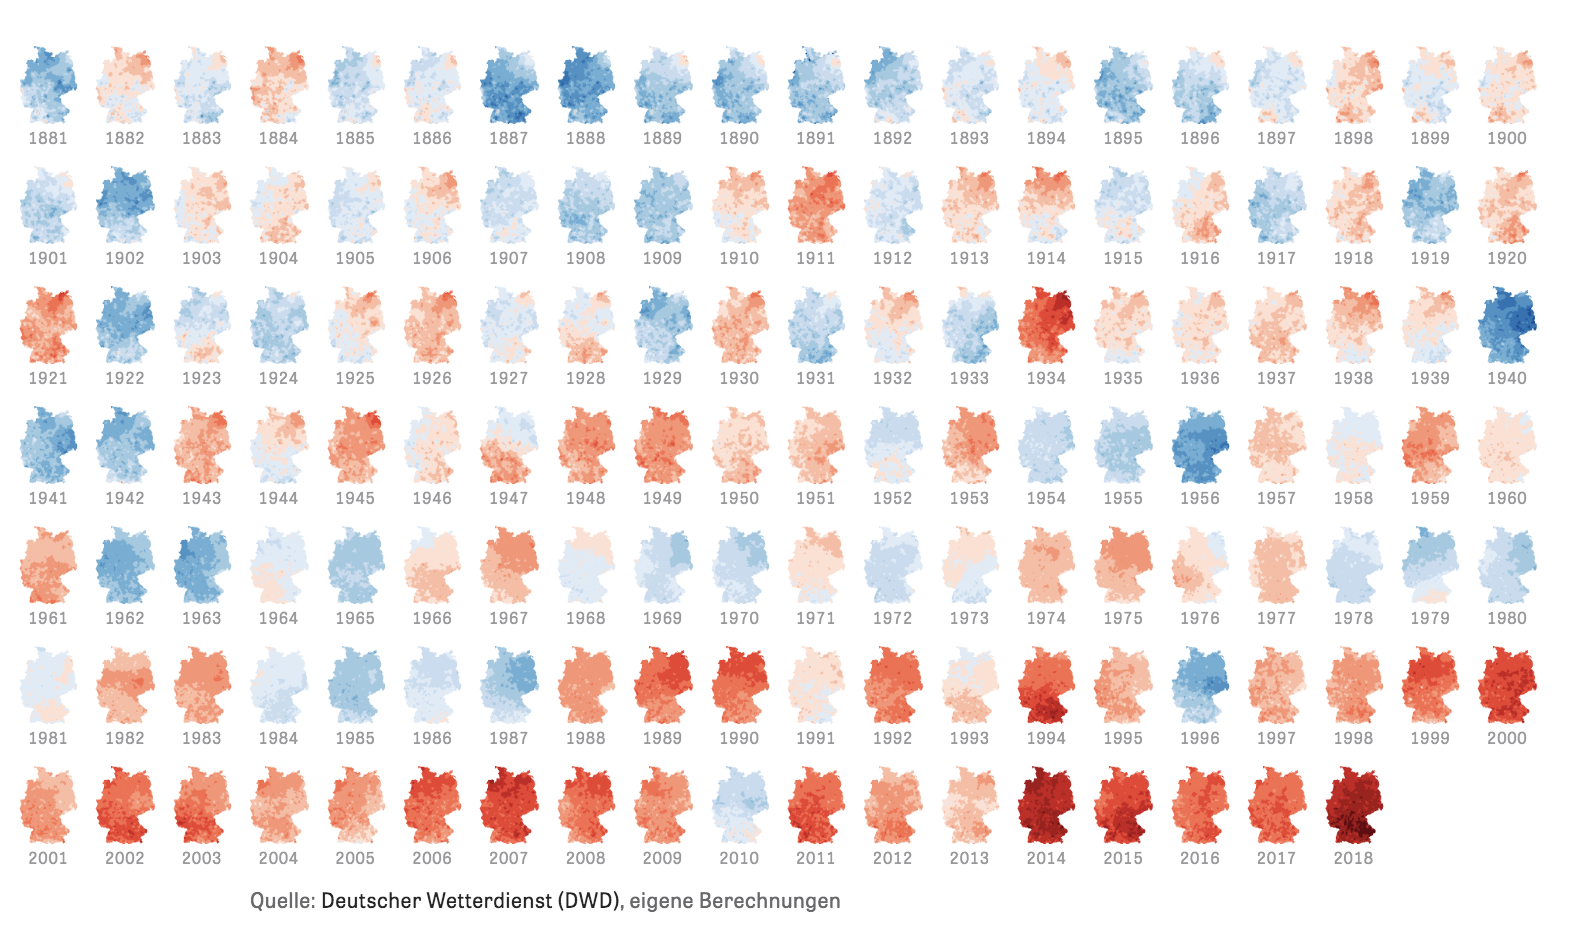 1881 1882 1883 1884 1885 1886 1887 1888 1889 1890 1891 1892 1893 1894 1895 1896 1897 1898 1899 1900
1901 1902 1903 1904 1905 1906 1907 1908 1909 1910 1911 1912 1913 1914 1915 1916 1917 1918 1919 1920
1921 1922 1923 1924 1925 1926 1927 1928 1929 1930 1931 1932 1933 1934 1935 1936 1937 1938 1939 1940
1941 1942 1943 1944 1945 1946 1947 1948 1949 1950 1951 1952 1953 1954 1955 1956 1957 1958 1959 1960
1961 1962 1963 1964 1965 1966 1967 1968 1969 1970 1971 1972 1973 1974 1975 1976 1977 1978 1979 1980
1981 1982 1983 1984 1985 1986 1987 1988 1989 1990 1991 1992 1993 1994 1995 1996 1997 1998 1999 2000
2001 2002 2003 2004 2005 2006 2007 2008 2009 2010 2011 2012 2013 2014 2015 2016 2017 2018
Quelle: Deutscher Wetterdienst (DWD), eigene Berechnungen